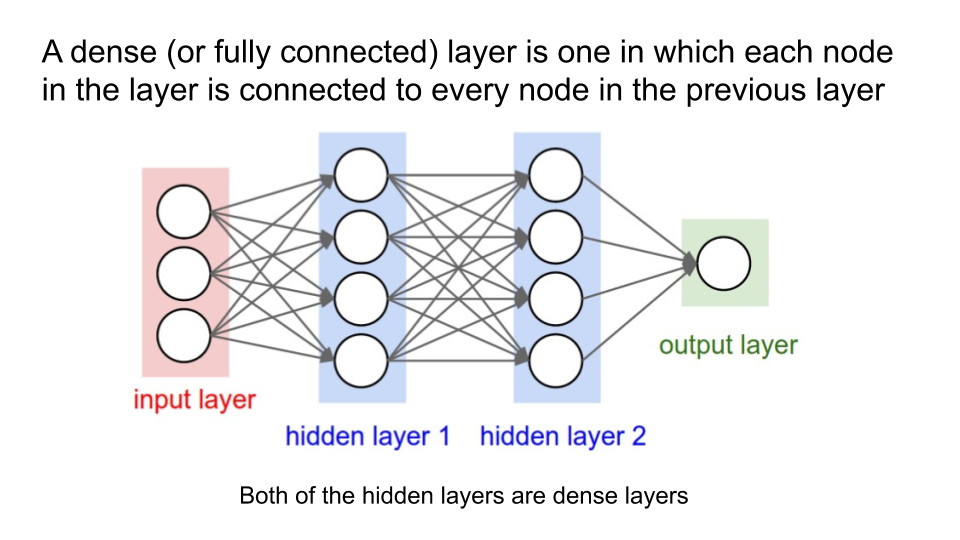 A dense (or fully connected) layer is one in which each node
in the layer is connected to every node in the previous layer
input layer
hidden layer 1
hidden layer 2
output layer
Both of the hidden layers are dense layers